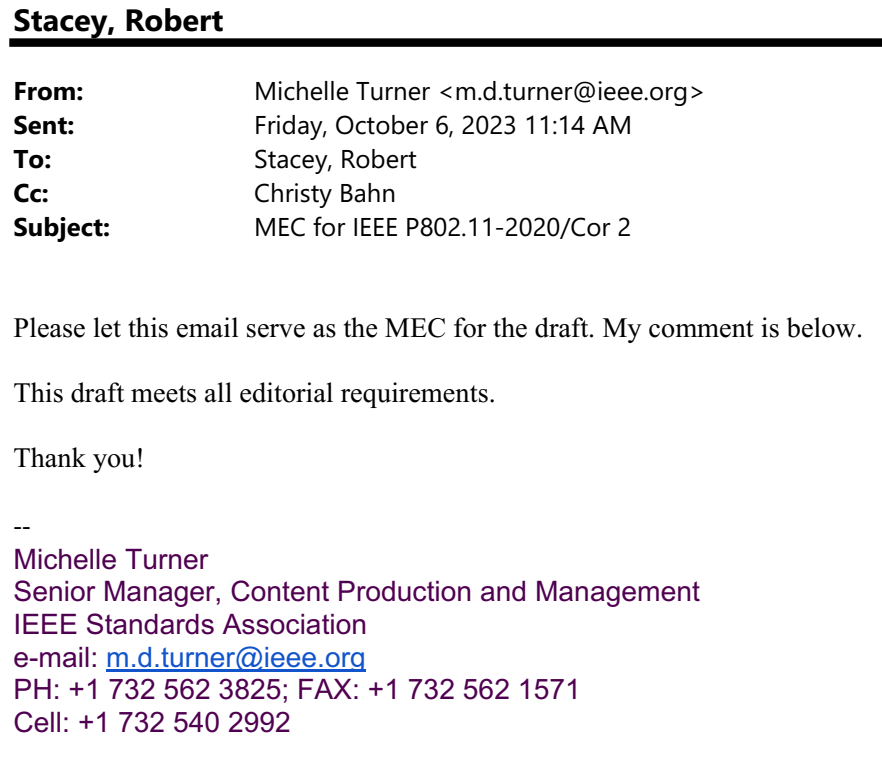 Stacey, Robert
From: Michelle Turner <m.d.turner@ieee.org>
Sent: Friday, October 6, 2023 11:14 AM
To: Stacey, Robert
Cc: Christy Bahn
Subject: MEC for IEEE P802.11-2020/Cor 2
Please let this email serve as the MEC for the draft. My comment is below.
This draft meets all editorial requirements.
Thank you!
--
Michelle Turner
Senior Manager, Content Production and Management
IEEE Standards Association
e-mail: m.d.turner@ieee.org
PH: +1 732 562 3825; FAX: +1 732 562 1571
Cell: +1 732 540 2992